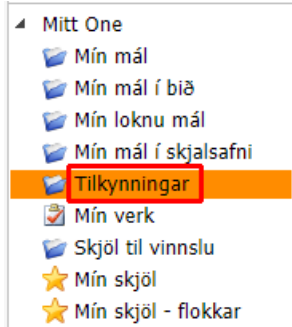 Mitt One
Mín mál
Mín mál í bið
Mín loknu mál
Mín mál í skjalsafni
Tilkynningar
Mín verk
Skjöl til vinnslu
Mín skjöl
Mín skjöl - flokkar